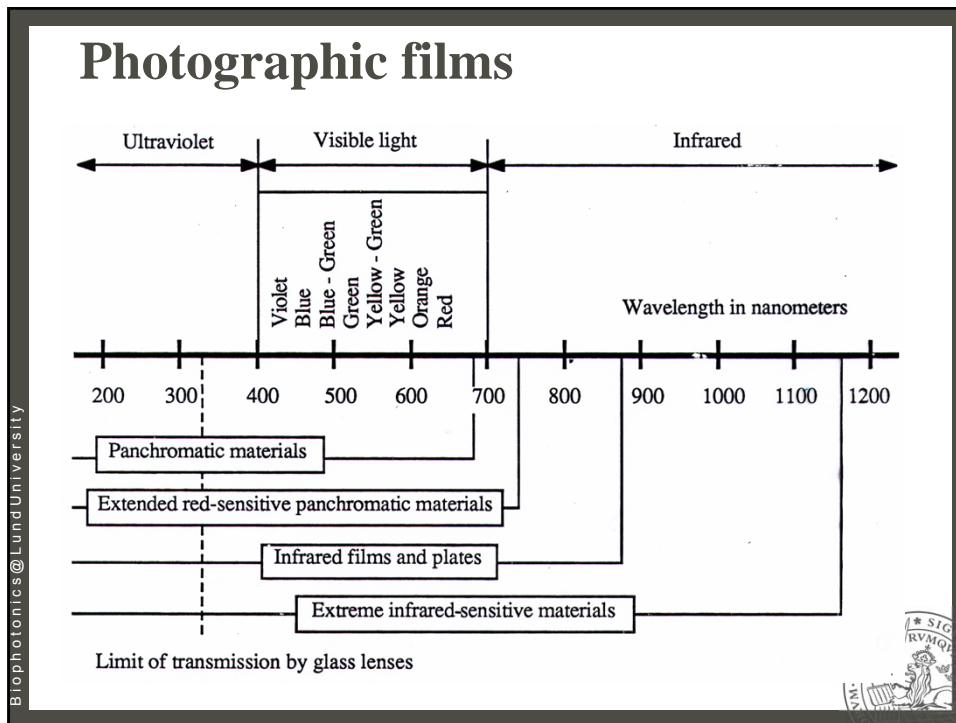 Photographic films
Ultraviolet
Visible light
Infrared
Violet
Blue
Blue - Green
Green
Yellow - Green
Yellow
Orange
Red
Wavelength in nanometers
200 300 400 500 600 700 800 900 1000 1100 1200
Panchromatic materials
Extended red-sensitive panchromatic materials
Infrared films and plates
Extreme infrared-sensitive materials
Limit of transmission by glass lenses
Biophotonics@LundUniversity